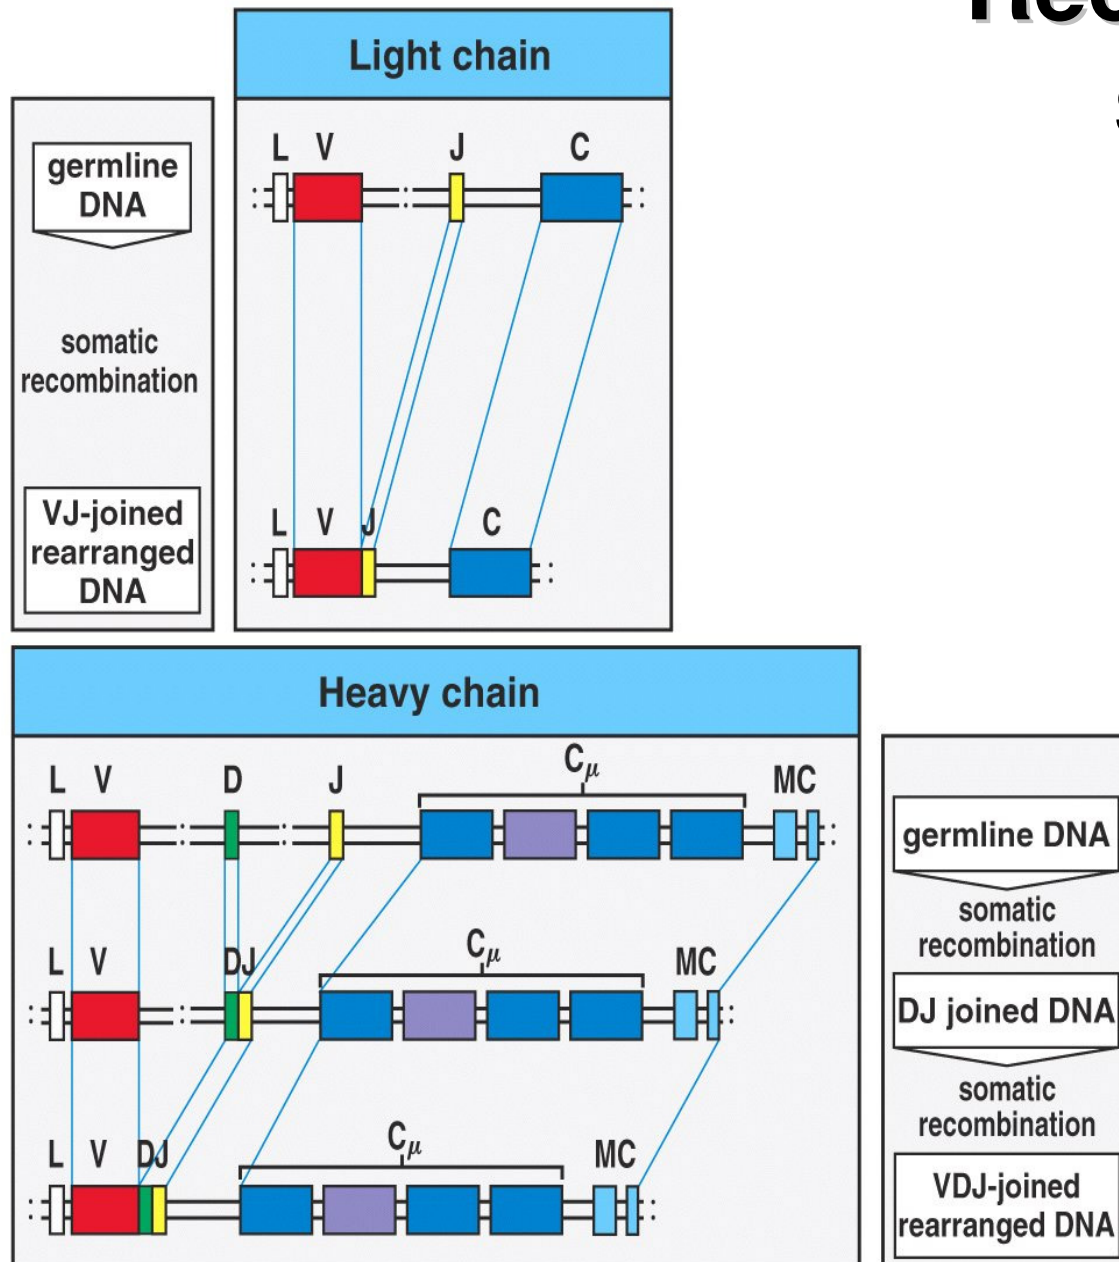 Light chain
germline
DNA
L V J C
somatic
recombination
VJ-joined
rearranged
DNA
L V J C
Heavy chain
L V D J Cμ MC
germline DNA
somatic
recombination
L V DJ Cμ MC
DJ joined DNA
somatic
recombination
L V DJ Cμ MC
VDJ-joined
rearranged DNA